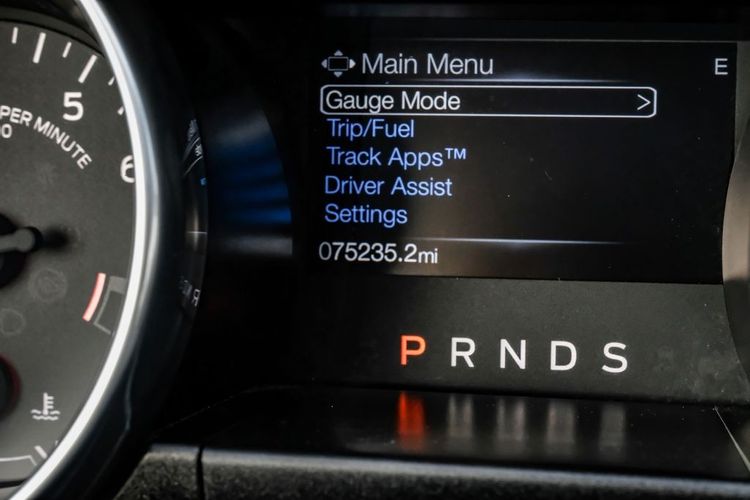 Main Menu
E
Gauge Mode >
Trip/Fuel
Track Apps™
Driver Assist
Settings
075235.2mi
P R N D S
5
6
PER MINUTE